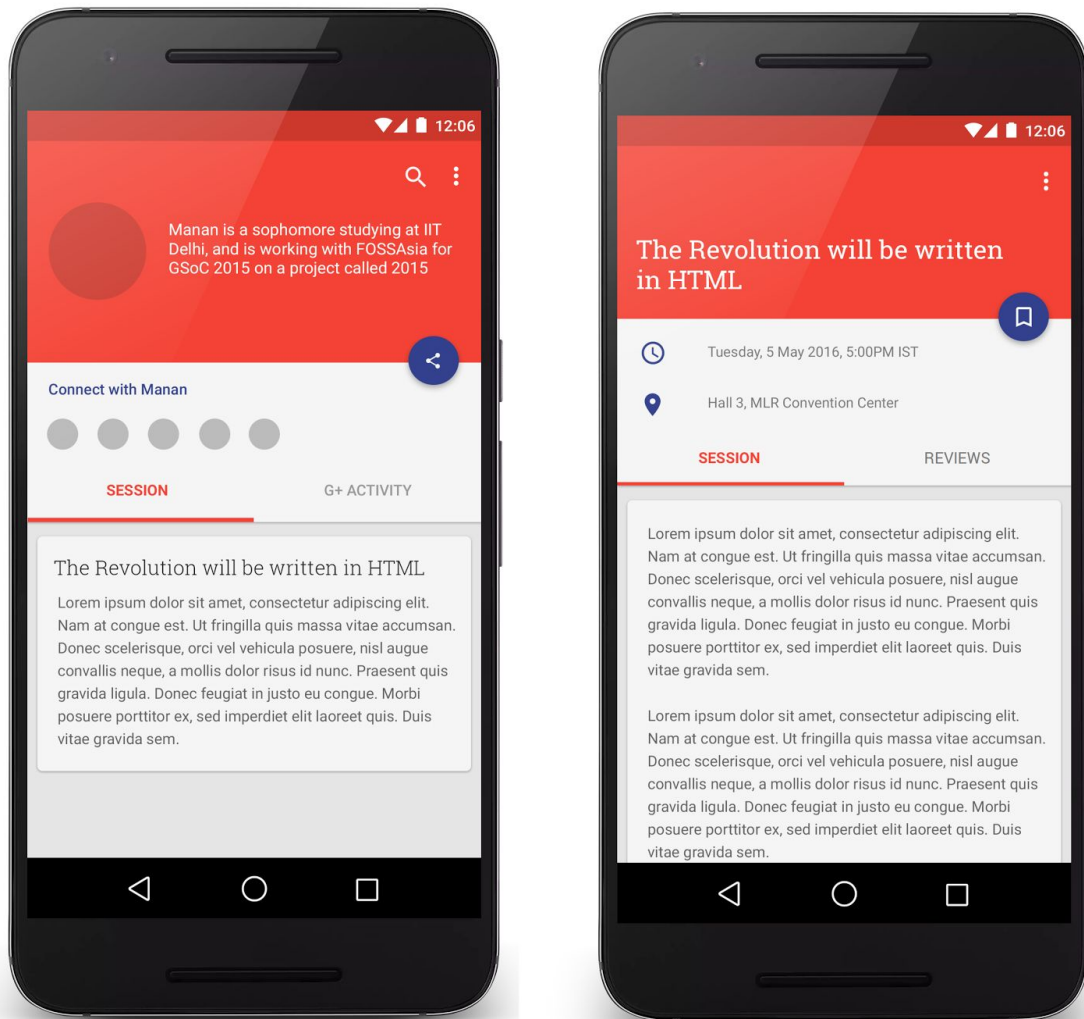 12:06
Manan is a sophomore studying at IIT
Delhi, and is working with FOSSAsia for
GSoC 2015 on a project called 2015
Connect with Manan
SESSION
G+ ACTIVITY
The Revolution will be written in HTML
Lorem ipsum dolor sit amet, consectetur adipiscing elit.
Nam at congue est. Ut fringilla quis massa vitae accumsan.
Donec scelerisque, orci vel vehicula posuere, nisl augue
convallis neque, a mollis dolor risus id nunc. Praesent quis
gravida ligula. Donec feugiat in justo eu congue. Morbi
posuere porttitor ex, sed imperdiet elit laoreet quis. Duis
vitae gravida sem.
12:06
The Revolution will be written
in HTML
Tuesday, 5 May 2016, 5:00PM IST
Hall 3, MLR Convention Center
SESSION
REVIEWS
Lorem ipsum dolor sit amet, consectetur adipiscing elit.
Nam at congue est. Ut fringilla quis massa vitae accumsan.
Donec scelerisque, orci vel vehicula posuere, nisl augue
convallis neque, a mollis dolor risus id nunc. Praesent quis
gravida ligula. Donec feugiat in justo eu congue. Morbi
posuere porttitor ex, sed imperdiet elit laoreet quis. Duis
vitae gravida sem.
Lorem ipsum dolor sit amet, consectetur adipiscing elit.
Nam at congue est. Ut fringilla quis massa vitae accumsan.
Donec scelerisque, orci vel vehicula posuere, nisl augue
convallis neque, a mollis dolor risus id nunc. Praesent quis
gravida ligula. Donec feugiat in justo eu congue. Morbi
posuere porttitor ex, sed imperdiet elit laoreet quis. Duis
vitae gravida sem.